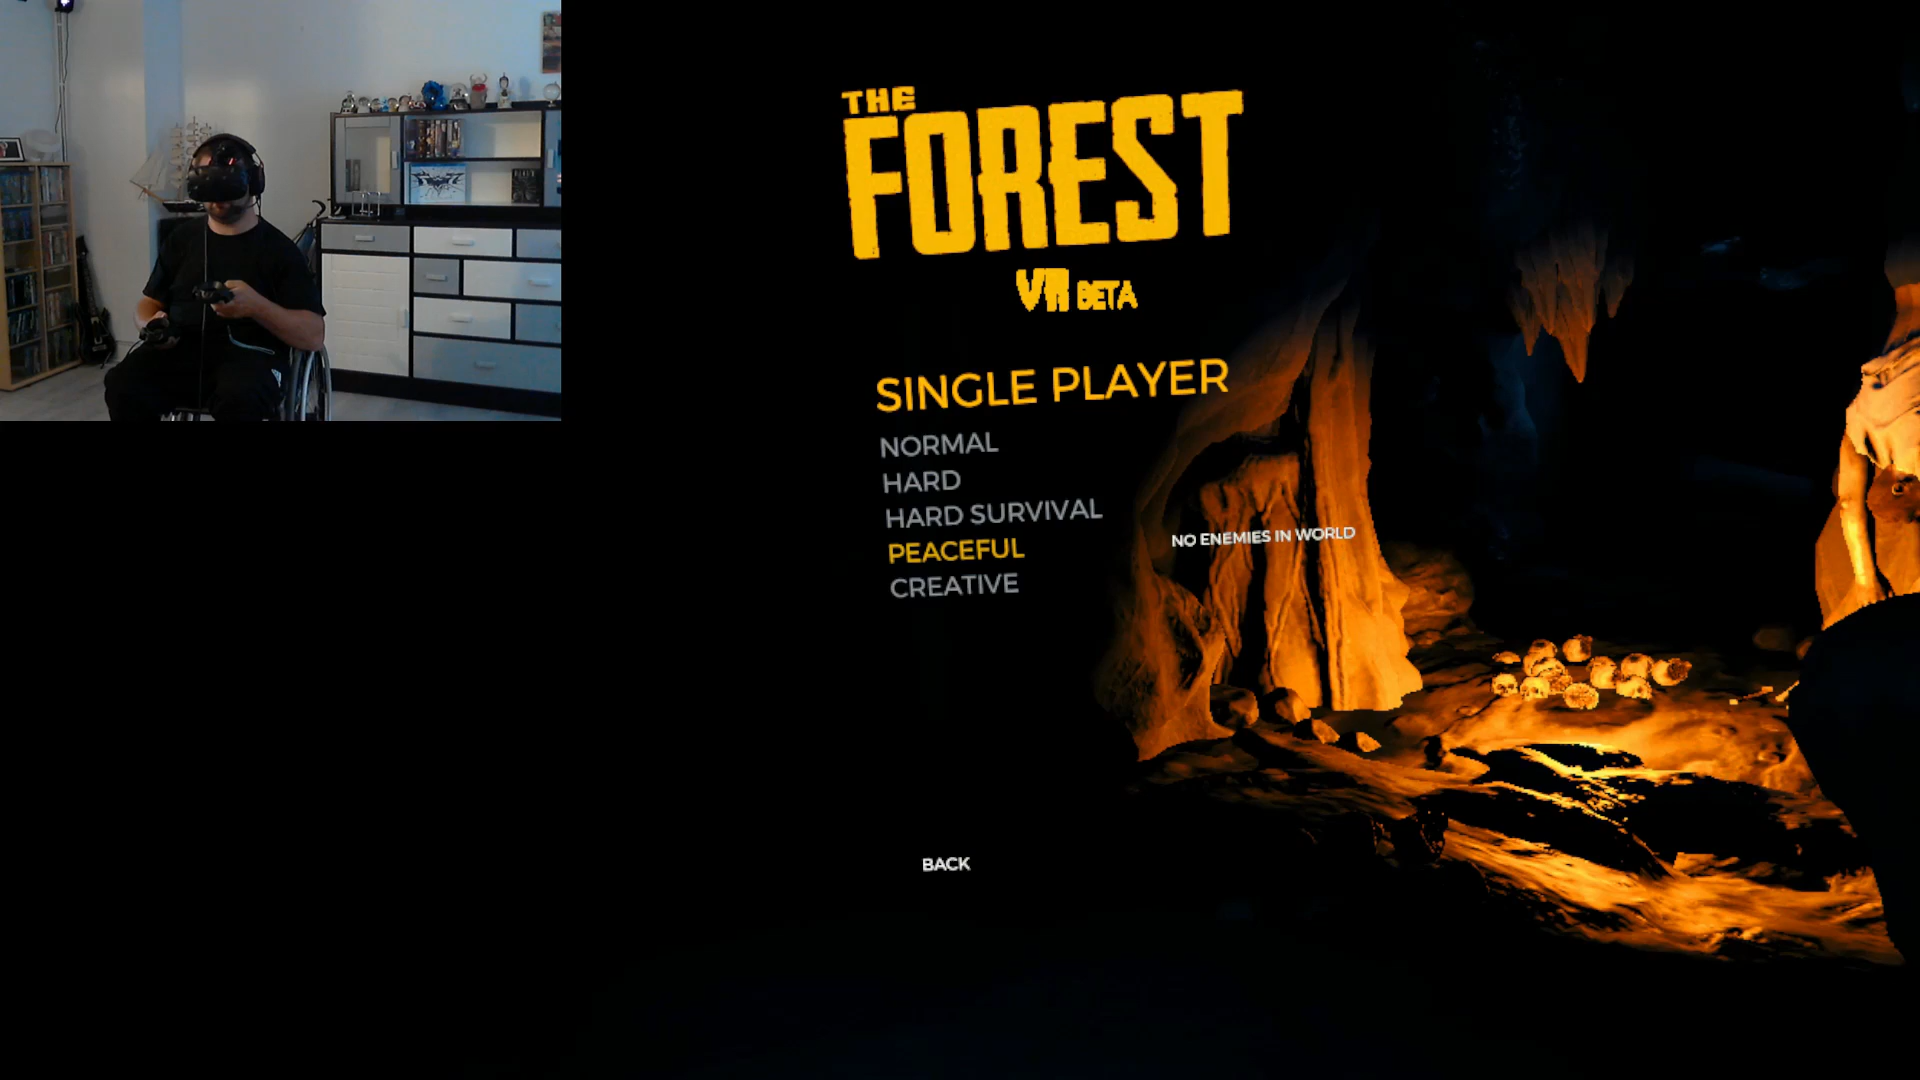 THE
FOREST
VR BETA
SINGLE PLAYER
NORMAL
HARD
HARD SURVIVAL
PEACEFUL
NO ENEMIES IN WORLD
CREATIVE
BACK